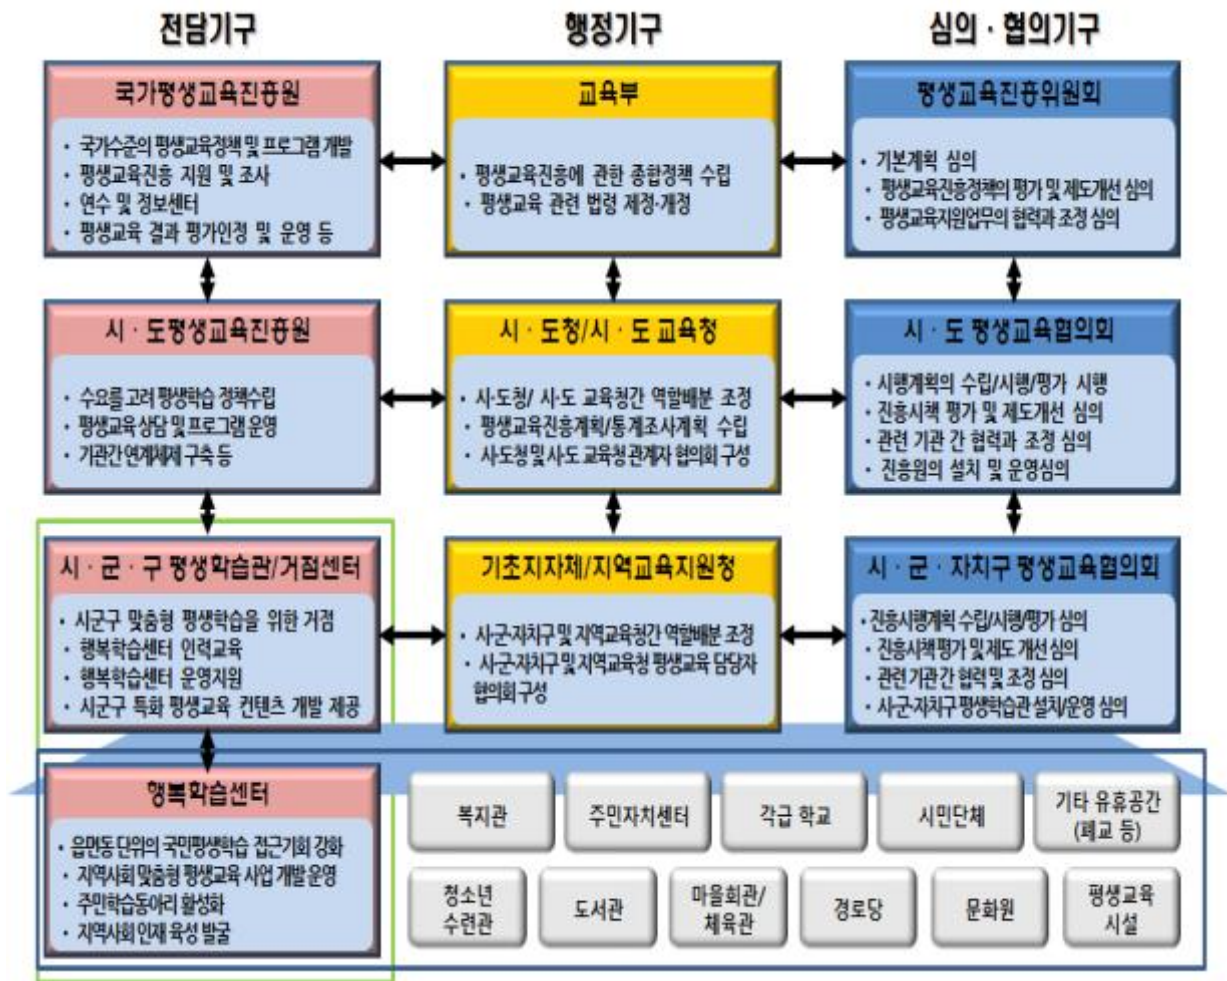 전담기구
행정기구
심의 · 협의기구
국가평생교육진흥원
• 국가수준의 평생교육정책 및 프로그램 개발
• 평생교육진흥 지원 및 조사
• 연수 및 정보센터
• 평생교육 결과 평가인정 및 운영 등
교육부
• 평생교육진흥에 관한 종합정책 수립
• 평생교육 관련 법령 제정·개정
평생교육진흥위원회
• 기본계획 심의
• 평생교육진흥정책의 평가 및 제도개선 심의
• 평생교육지원업무의 협력과 조정 심의
시 · 도평생교육진흥원
• 수요를 고려 평생학습 정책수립
• 평생교육 상담 및 프로그램 운영
• 기관간 연계체제 구축 등
시 · 도청/시 · 도 교육청
• 시·도청/ 시·도 교육청간 역할배분 조정
• 평생교육진흥계획/통계조사계획 수립
• 시·도청 및 시·도 교육청 관계자 협의회 구성
시 · 도 평생교육협의회
• 시행계획의 수립/시행/평가 시행
• 진흥시책 평가 및 제도개선 심의
• 관련 기관 간 협력과 조정 심의
• 진흥원의 설치 및 운영심의
시 · 군 · 구 평생학습관/거점센터
• 시군구 맞춤형 평생학습을 위한 거점
• 행복학습센터 인력교육
• 행복학습센터 운영지원
• 시군구 특화 평생교육 컨텐츠 개발 제공
기초지자체/지역교육지원청
• 시·군·자치구 및 지역교육청간 역할배분 조정
• 시·군·자치구 및 지역교육청 평생교육 담당자
협의회 구성
시 · 군 · 자치구 평생교육협의회
진흥시행계획 수립/시행/평가 심의
• 진흥시책 평가 및 제도 개선 심의
• 관련 기관 간 협력 및 조정 심의
• 시·군·자치구 평생학습관 설치/운영 심의
행복학습센터
• 읍면동 단위의 국민평생학습 접근기회 강화
• 지역사회 맞춤형 평생교육 사업 개발 운영
• 주민학습동아리 활성화
• 지역사회 인재 육성 발굴
복지관
주민자치센터
각급 학교
시민단체
기타 유휴공간
(폐교 등)
청소년
수련관
도서관
마을회관/
체육관
경로당
문화원
평생교육
시설